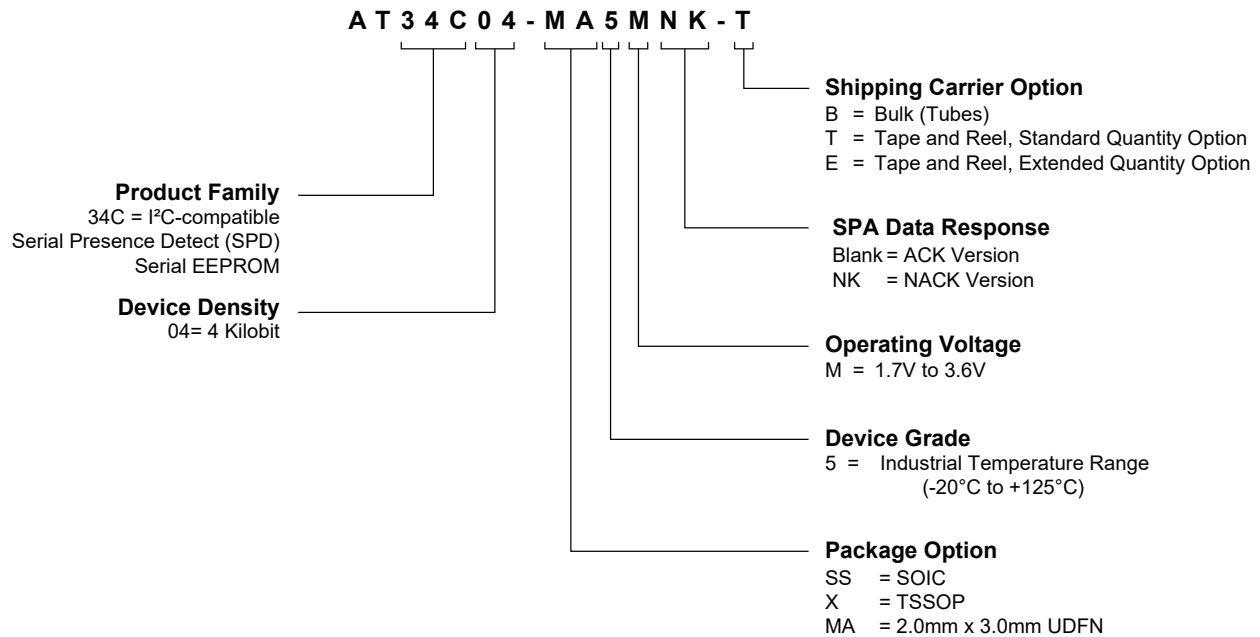 AT34C04-MA5MNK-T
Shipping Carrier Option
B = Bulk (Tubes)
T = Tape and Reel, Standard Quantity Option
E = Tape and Reel, Extended Quantity Option
Product Family
34C = I²C-compatible
Serial Presence Detect (SPD)
Serial EEPROM
Device Density
04= 4 Kilobit
SPA Data Response
Blank = ACK Version
NK = NACK Version
Operating Voltage
M = 1.7V to 3.6V
Device Grade
5 = Industrial Temperature Range
(-20°C to +125°C)
Package Option
SS = SOIC
X = TSSOP
MA = 2.0mm x 3.0mm UDFN